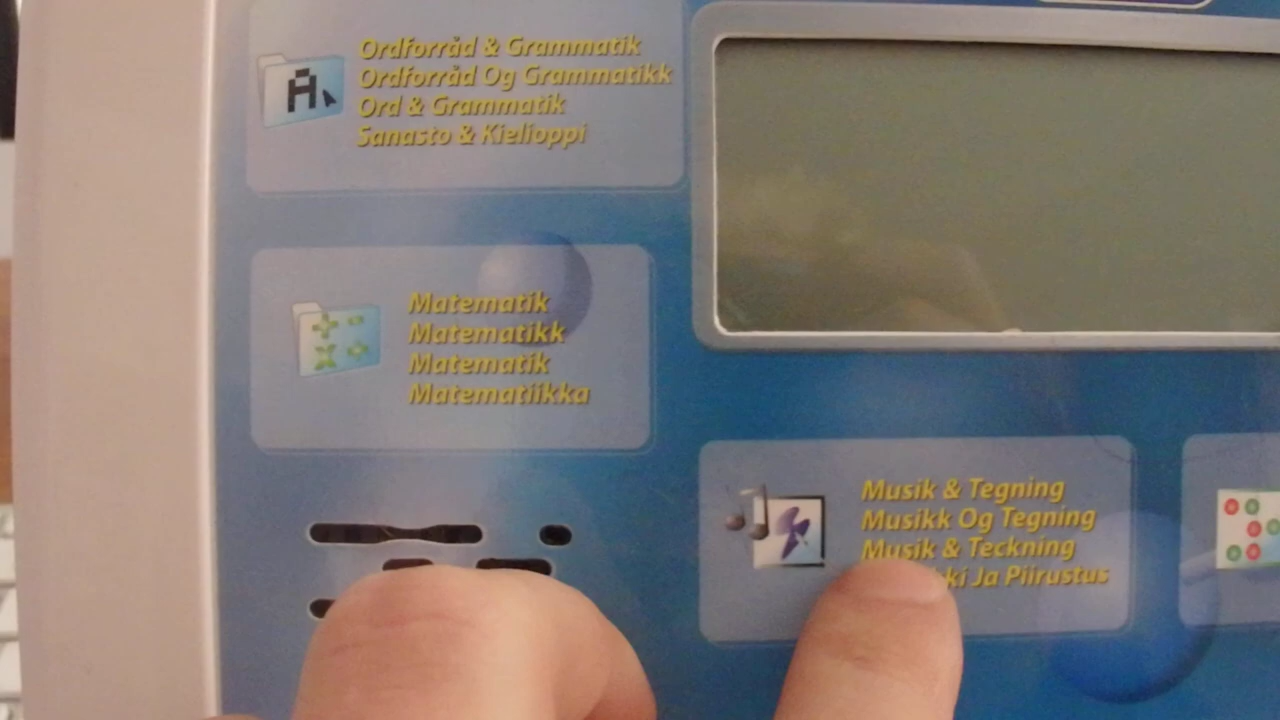 Ordforråd & Grammatik
Ordforråd Og Grammatikk
Ord & Grammatik
Sanasto & Kielioppi
Matematik
Matematikk
Matematik
Matematiikka
Musik & Tegning
Musikk Og Tegning
Musik & Teckning
Ja Piirustus